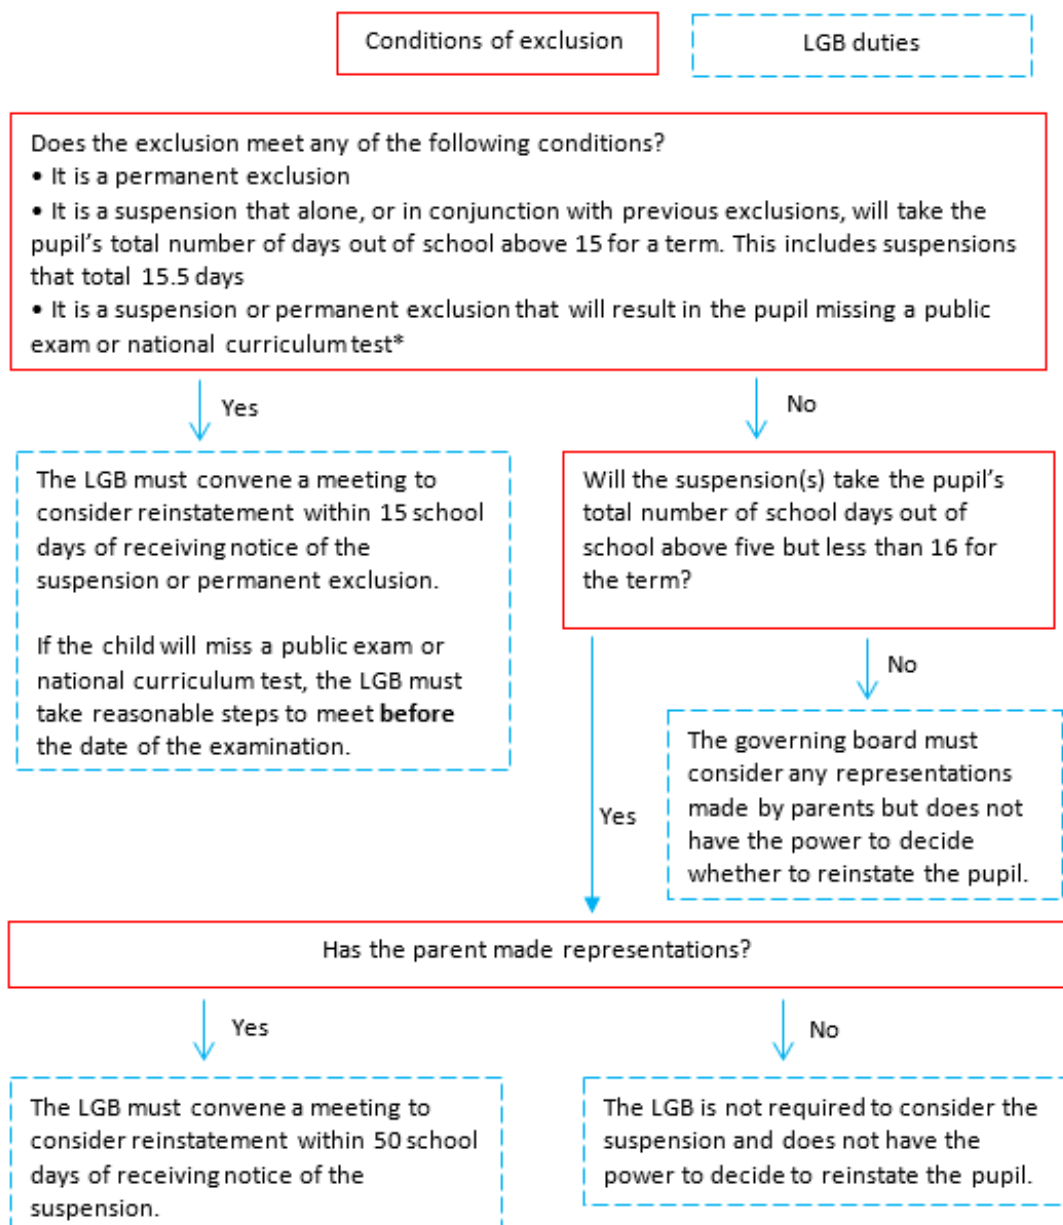 Conditions of exclusion
LGB duties
Does the exclusion meet any of the following conditions?
• It is a permanent exclusion
• It is a suspension that alone, or in conjunction with previous exclusions, will take the
pupil's total number of days out of school above 15 for a term. This includes suspensions
that total 15.5 days
• It is a suspension or permanent exclusion that will result in the pupil missing a public
exam or national curriculum test*
Yes
No
The LGB must convene a meeting to
consider reinstatement within 15 school
days of receiving notice of the
suspension or permanent exclusion.
If the child will miss a public exam or
national curriculum test, the LGB must
take reasonable steps to meet before
the date of the examination.
Will the suspension(s) take the pupil's
total number of school days out of
school above five but less than 16 for
the term?
No
The governing board must
consider any representations
made by parents but does not
have the power to decide
whether to reinstate the pupil.
Yes
Has the parent made representations?
Yes
No
The LGB must convene a meeting to
consider reinstatement within 50 school
days of receiving notice of the
suspension.
The LGB is not required to consider the
suspension and does not have the
power to decide to reinstate the pupil.